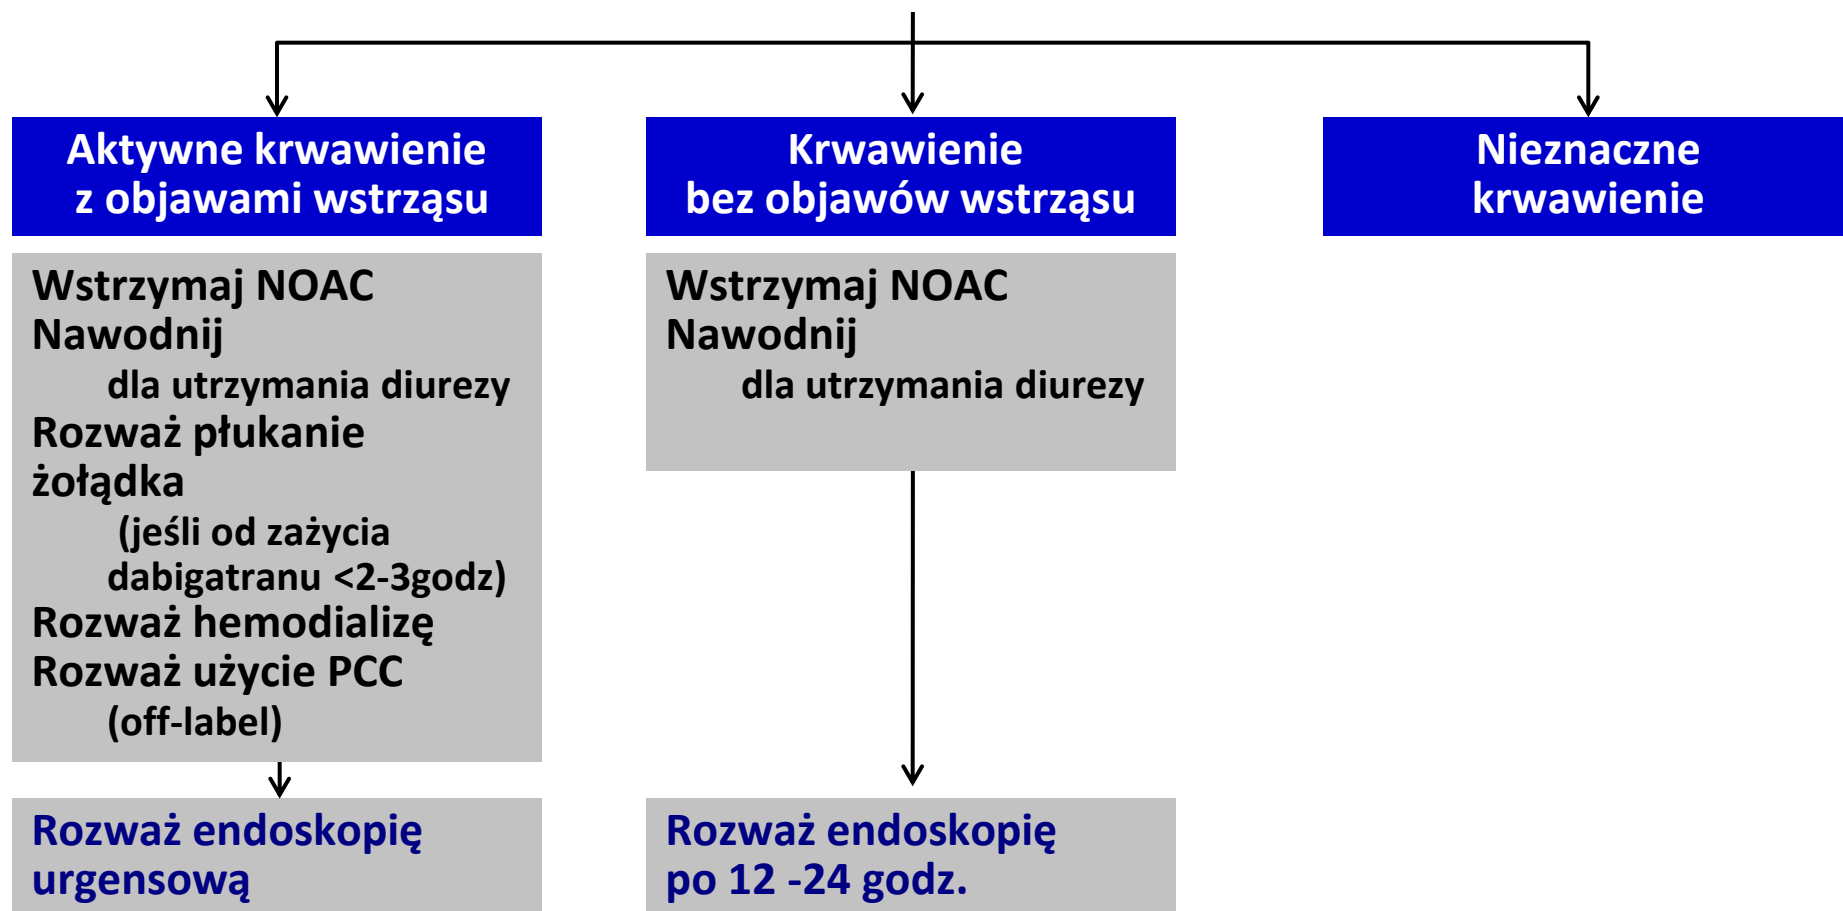 Aktywne krwawienie
z objawami wstrząsu
Wstrzymaj NOAC
Nawodnij
dla utrzymania diurezy
Rozważ płukanie
żołądka
(jeśli od zażycia
dabigatranu <2-3godz)
Rozważ hemodializę
Rozważ użycie PCC
(off-label)
Rozważ endoskopię
urgensową
Krwawienie
bez objawów wstrząsu
Wstrzymaj NOAC
Nawodnij
dla utrzymania diurezy
Rozważ endoskopię
po 12 -24 godz.
Nieznaczne
krwawienie